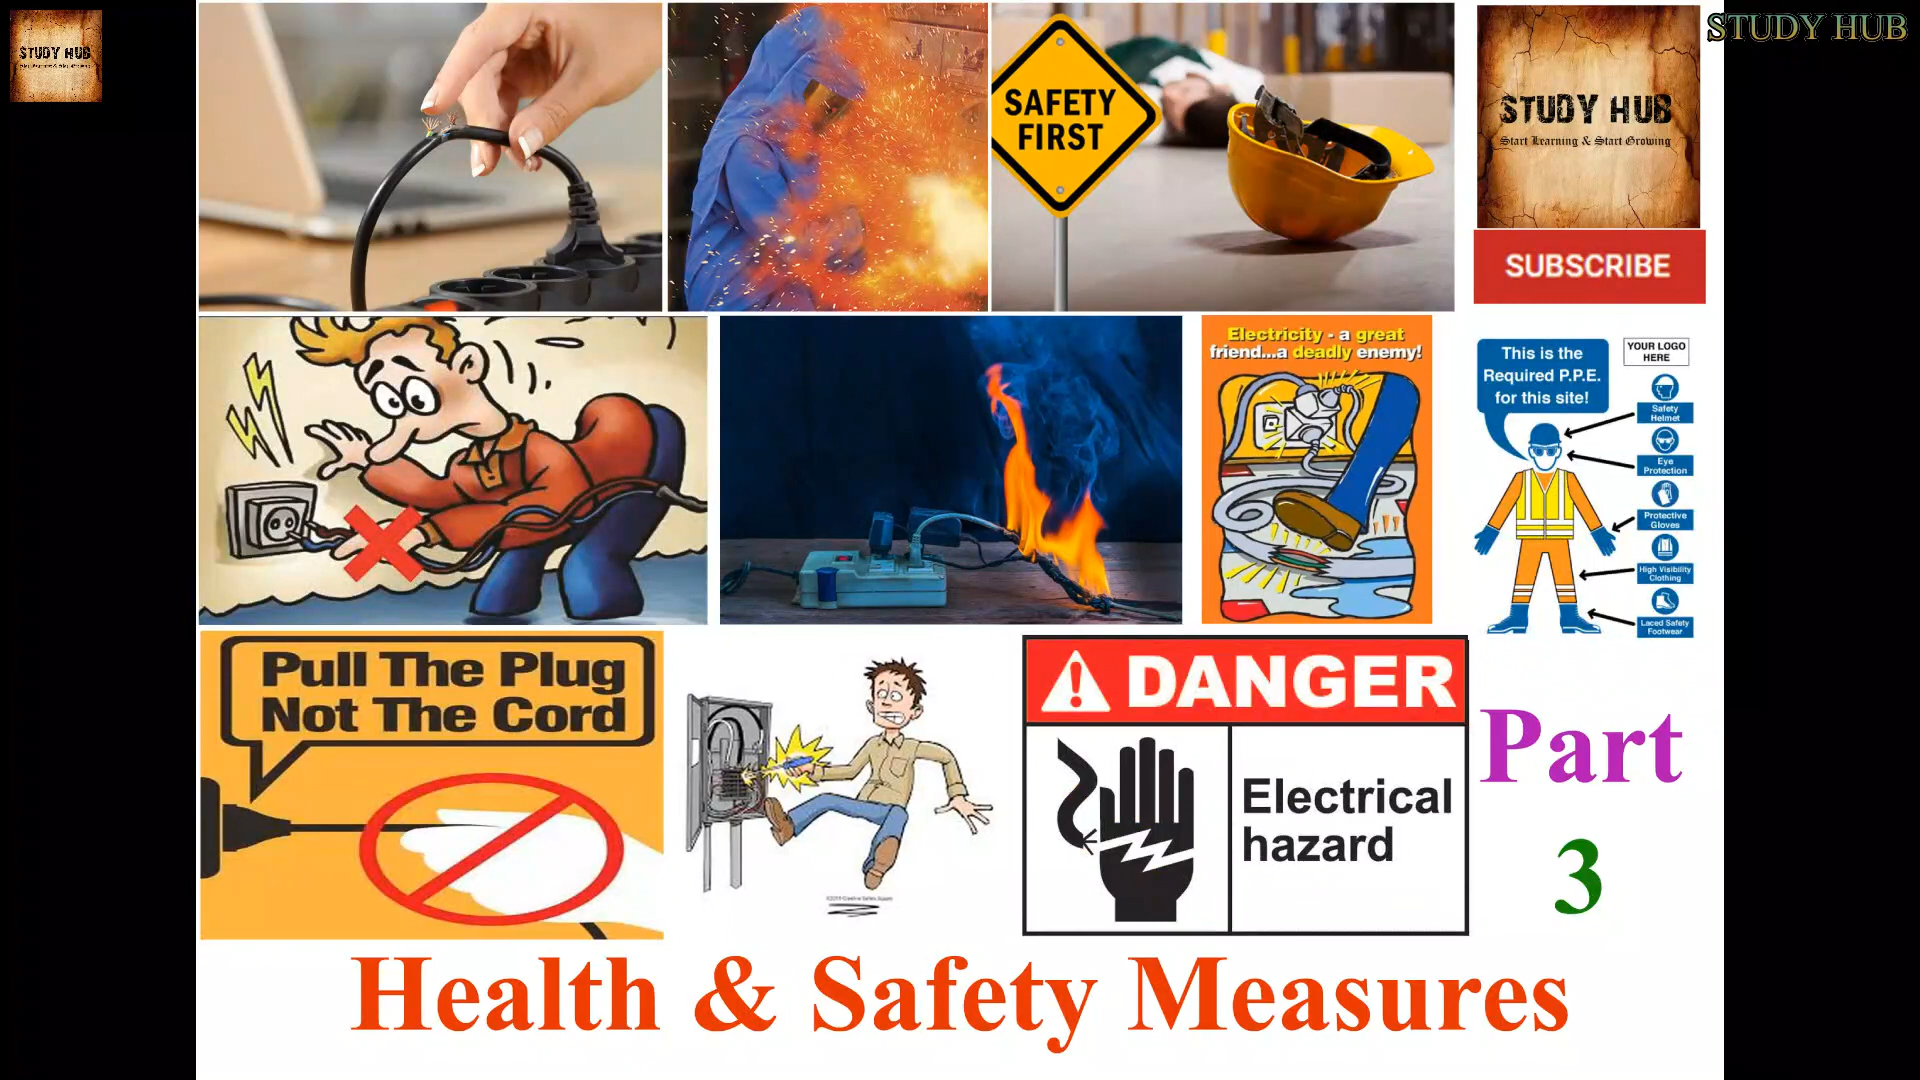 STUDY HUB
STUDY HUB
SAFETY
FIRST
STUDY HUB
Start Learning & Start Growing
SUBSCRIBE
Electricity - a great
friend...a deadly enemy!
This is the
Required P.P.E.
for this site!
YOUR LOGO
HERE
Safety
Helmet
Eye
Protection
Protective
Gloves
High Visibility
Clothing
Laced Safety
Footwear
Pull The Plug
Not The Cord
DANGER
Electrical
hazard
Part
3
Health & Safety Measures